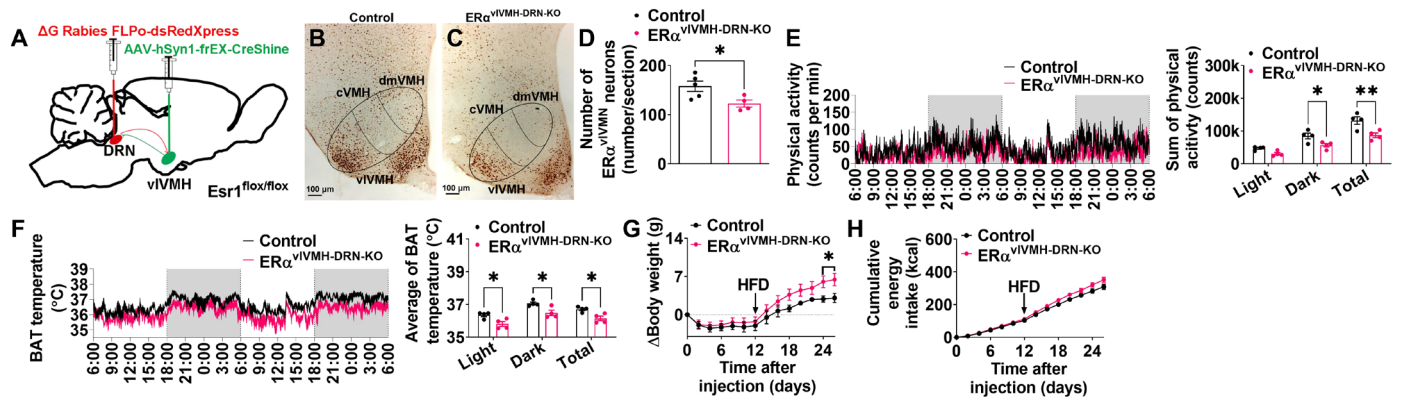 A
ΔG Rabies FLPo-dsRedXpress
AAV-hSyn1-frEX-CreShine
DRN
vlVMH
Esr1flox/flox
Control
B
dmVMH
cVMH
vlVMH
100 µm
ERαvlVMH-DRN-KO
C
dmVMH
cVMH
vlVMH
100 µm
D
Control
ERαvlVMH-DRN-KO
Number of
ERαvlVMN neurons
(number/section)
200
100
0
*
E
Control
ERαvlVMH-DRN-KO
Physical activity
(counts per min)
200
150
100
50
0
6:00
9:00
12:00
15:00
18:00
21:00
0:00
3:00
6:00
9:00
12:00
15:00
18:00
21:00
0:00
3:00
6:00
Control
ERαvlVMH-DRN-KO
Sum of physical
acitivity (counts)
300k
200k
100k
0
*
**
Light
Dark
Total
F
Control
ERαvlVMH-DRN-KO
BAT temperature
(°C)
39
38
37
36
35
6:00
9:00
12:00
15:00
18:00
21:00
0:00
3:00
6:00
9:00
12:00
15:00
18:00
21:00
0:00
3:00
6:00
Control
ERαvlVMH-DRN-KO
Average of BAT
temperature (°C)
41
39
37
35
*
*
*
Light
Dark
Total
G
Control
ERαvlVMH-DRN-KO
ΔBody weight (g)
14
7
0
HFD
*
0
6
12
18
24
Time after
injection (days)
H
Control
ERαvlVMH-DRN-KO
Cumulative
energy
intake (kcal)
600
400
200
0
HFD
0
6
12
18
24
Time after
injection (days)